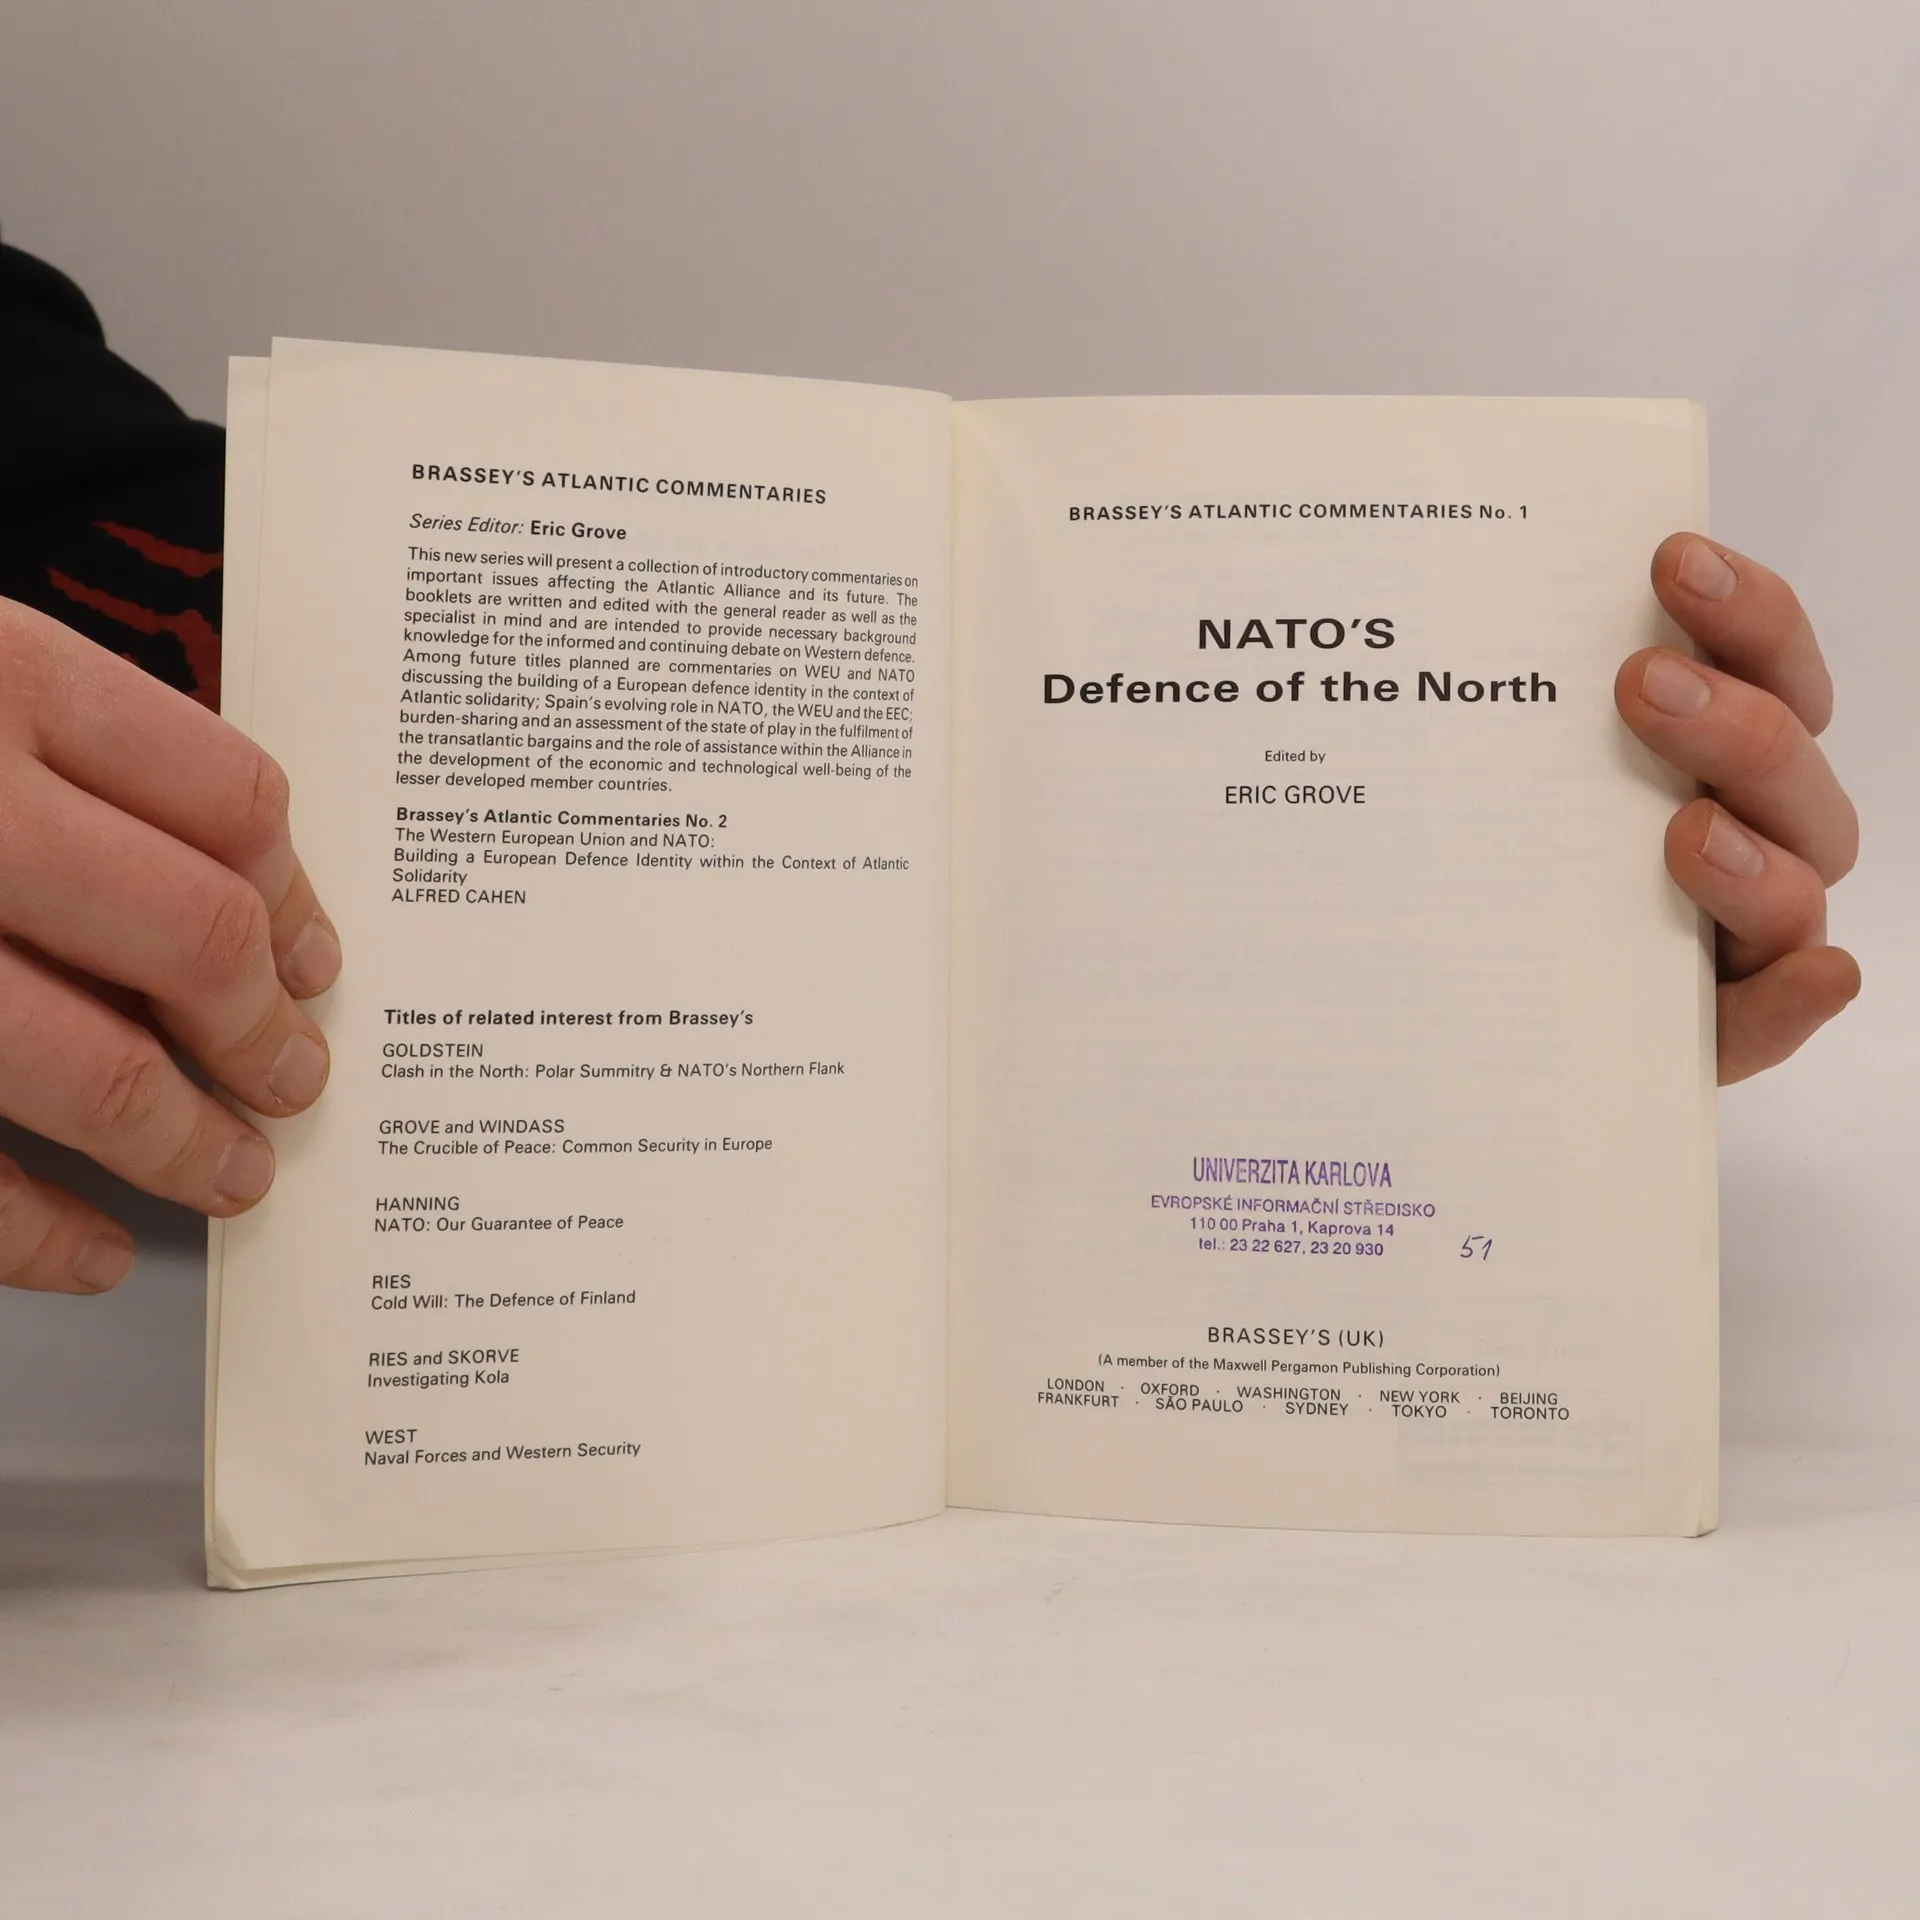 BRASSEY'S ATLANTIC COMMENTARIES
Series Editor: Eric Grove
This new series will present a collection of introductory commentaries on
important issues affecting the Atlantic Alliance and its future. The
booklets are written and edited with the general reader as well as the
specialist in mind and are intended to provide necessary background
knowledge for the informed and continuing debate on Western defence.
Among future titles planned are commentaries on WEU and NATO
discussing the building of a European defence identity in the context of
Atlantic solidarity; Spain's evolving role in NATO, the WEU and the EEC;
burden-sharing and an assessment of the state of play in the fulfilment of
the transatlantic bargains and the role of assistance within the Alliance in
the development of the economic and technological well-being of the
lesser developed member countries.
Brassey's Atlantic Commentaries No. 2
The Western European Union and NATO:
Building a European Defence Identity within the Context of Atlantic
Solidarity
ALFRED CAHEN
Titles of related interest from Brassey's
GOLDSTEIN
Clash in the North: Polar Summitry & NATO's Northern Flank
GROVE and WINDASS
The Crucible of Peace: Common Security in Europe
HANNING
NATO: Our Guarantee of Peace
RIES
Cold Will: The Defence of Finland
RIES and SKORVE
Investigating Kola
WEST
Naval Forces and Western Security
BRASSEY'S ATLANTIC COMMENTARIES No. 1
NATO'S
Defence of the North
Edited by
ERIC GROVE
UNIVERZITA KARLOVA
EVROPSKÉ INFORMAČNÍ STŘEDISKO
110 00 Praha 1, Kaprova 14
tel.: 23 22 627, 23 20 930
51
BRASSEY'S (UK)
(A member of the Maxwell Pergamon Publishing Corporation)
LONDON · OXFORD · WASHINGTON · NEW YORK · BEIJING
FRANKFURT · SÃO PAULO · SYDNEY · TOKYO · TORONTO